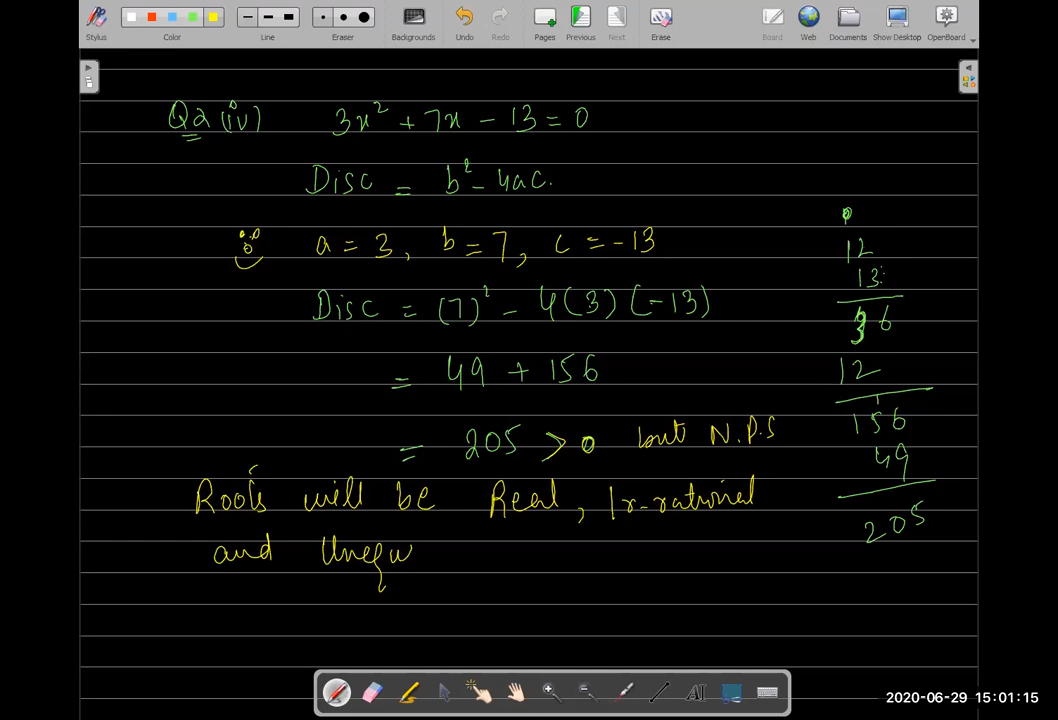 Stylus Color Line Eraser Backgrounds Undo Redo Pages Previous Next Erase Board Web Documents Show Desktop OpenBoard
Q2 (iv) 3x² + 7x - 13 = 0
Disc = b² - 4ac.
a = 3, b = 7, c = -13
Disc = (7)² - 4(3)(-13)
= 49 + 156
= 205 > 0 but N.P.S
Roots will be Real, Ir-rational
and Unequ
12
13
36
12
156
49
205
AI
2020-06-29 15:01:15